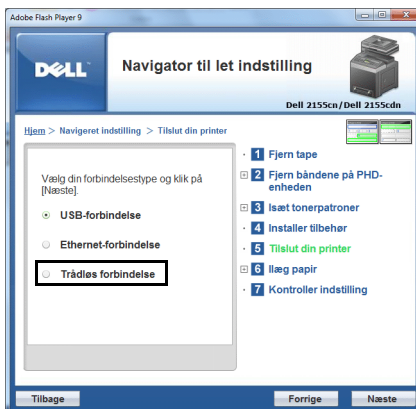 Adobe Flash Player 9
DELL
Navigator til let indstilling
Dell 2155cn/Dell 2155cdn
Hjem > Navigeret indstilling > Tilslut din printer
Vælg din forbindelsestype og klik på
[Næste].
USB-forbindelse
Ethernet-forbindelse
Trådløs forbindelse
1 Fjern tape
2 Fjern båndene på PHD-
enheden
3 Isæt tonerpatroner
4 Installer tilbehør
5 Tilslut din printer
6 Ilæg papir
7 Kontroller indstilling
Tilbage
Forrige
Næste